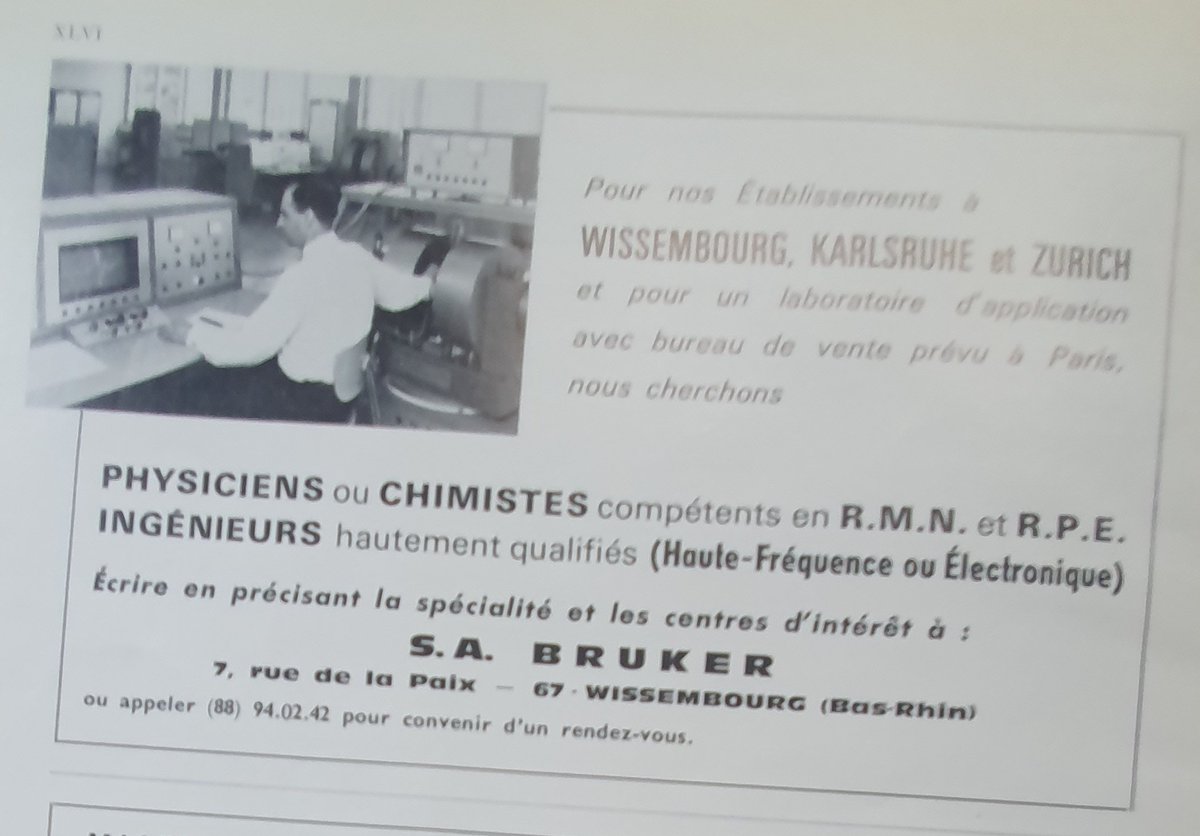 XLVI
Pour nos Établissements à
WISSEMBOURG, KARLSRUHE et ZURICH
et pour un laboratoire d'application
avec bureau de vente prévu à Paris,
nous cherchons
PHYSICIENS ou CHIMISTES compétents en R.M.N. et R.P.E.
INGÉNIEURS hautement qualifiés (Haute-Fréquence ou Électronique)
Écrire en précisant la spécialité et les centres d'intérêt à :
S.A. BRUKER
7, rue de la Paix — 67 - WISSEMBOURG (Bas-Rhin)
ou appeler (88) 94.02.42 pour convenir d'un rendez-vous.